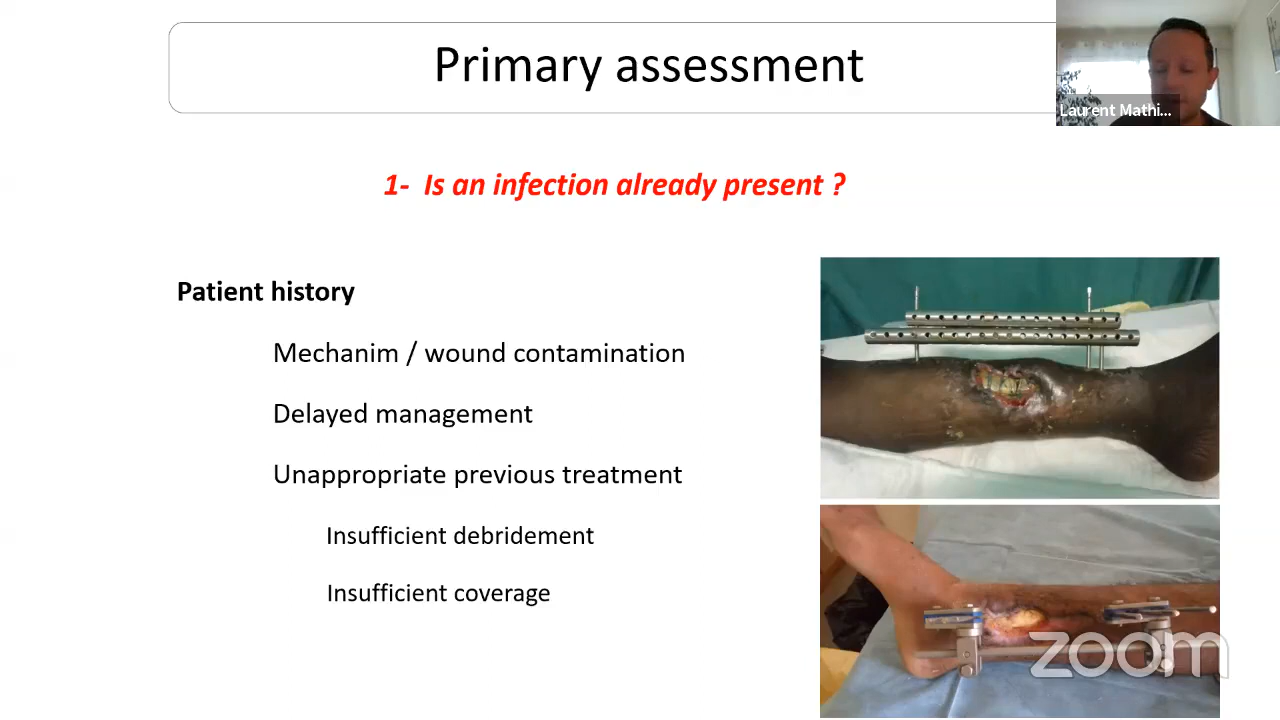 Primary assessment
Laurent Mathi...
1- Is an infection already present ?
Patient history
Mechanim / wound contamination
Delayed management
Unappropriate previous treatment
Insufficient debridement
Insufficient coverage
zoom